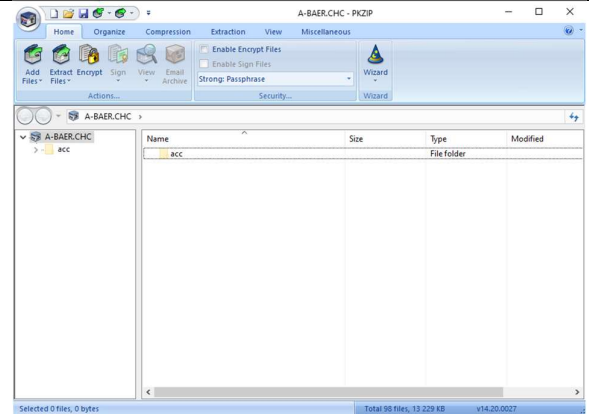 A-BAER.CHC - PKZIP
Home Organize Compression Extraction View Miscellaneous
Add Files Extract Files Encrypt Sign View Email Archive
Actions...
Enable Encrypt Files
Enable Sign Files
Strong: Passphrase
Security...
Wizard
Wizard
A-BAER.CHC
A-BAER.CHC
acc
Name Size Type Modified
acc File folder
Selected 0 files, 0 bytes Total 98 files, 13 229 KB v14.20.0027